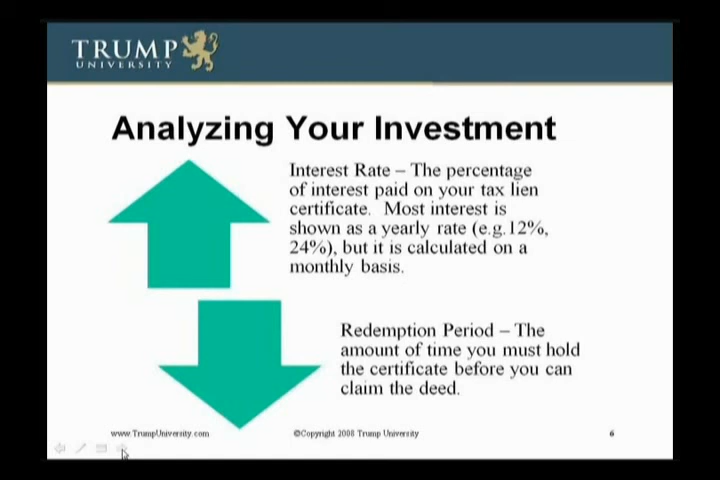 TRUMP
UNIVERSITY
Analyzing Your Investment
Interest Rate – The percentage
of interest paid on your tax lien
certificate.  Most interest is
shown as a yearly rate (e.g.12%,
24%), but it is calculated on a
monthly basis.
Redemption Period – The
amount of time you must hold
the certificate before you can
claim the deed.
www.TrumpUniversity.com
©Copyright 2008 Trump University
6